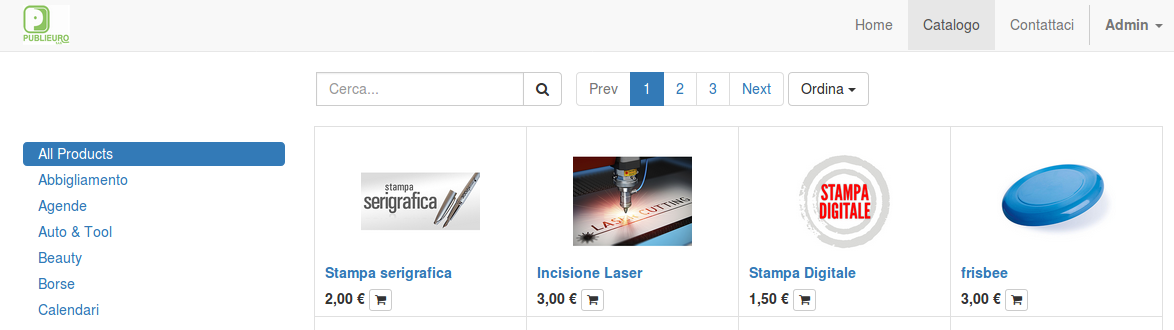 PUBLIEURO
Home Catalogo Contattaci Admin
Cerca... Prev 1 2 3 Next Ordina
All Products
Abbigliamento
Agende
Auto & Tool
Beauty
Borse
Calendari
stampa
serigrafica
LASER CUTTING
STAMPA
DIGITALE
Stampa serigrafica Incisione Laser Stampa Digitale frisbee
2,00 € 3,00 € 1,50 € 3,00 €